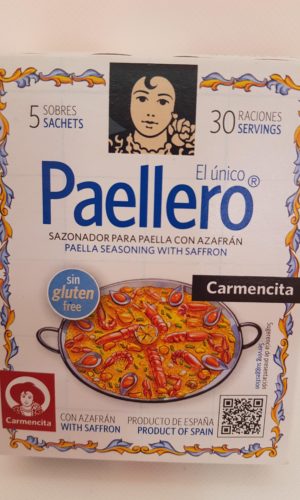 5 SOBRES
SACHETS
30 RACIONES
SERVINGS
El único
Paellero®
SAZONADOR PARA PAELLA CON AZAFRÁN
PAELLA SEASONING WITH SAFFRON
sin
gluten
free
Carmencita
Sugerencia de presentación
Serving suggestion
Carmencita
CON AZAFRÁN
WITH SAFFRON
PRODUCTO DE ESPAÑA
PRODUCT OF SPAIN